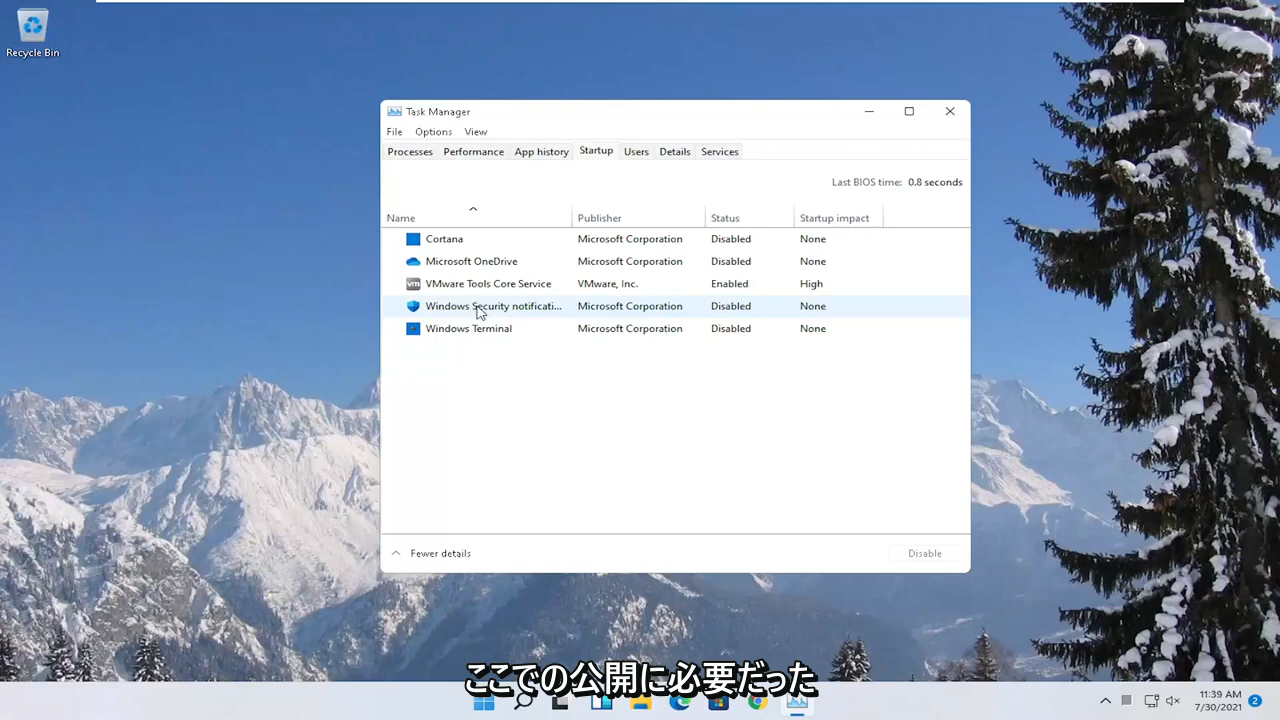 Recycle Bin
Task Manager
File Options View
Processes Performance App history Startup Users Details Services
Last BIOS time: 0.8 seconds
Name Publisher Status Startup impact
Cortana Microsoft Corporation Disabled None
Microsoft OneDrive Microsoft Corporation Disabled None
vm VMware Tools Core Service VMware, Inc. Enabled High
Windows Security notificati... Microsoft Corporation Disabled None
Windows Terminal Microsoft Corporation Disabled None
Fewer details Disable
ここでの公開に必要だった
11:39 AM
7/30/2021
2